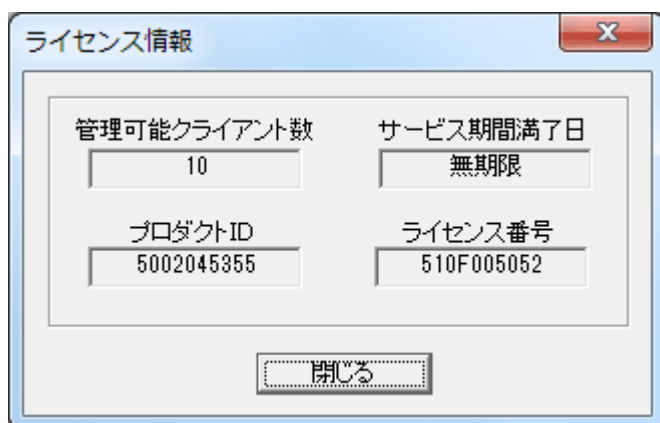 ライセンス情報
管理可能クライアント数 サービス期間満了日
10 無期限
プロダクトID ライセンス番号
5002045355 510F005052
閉じる